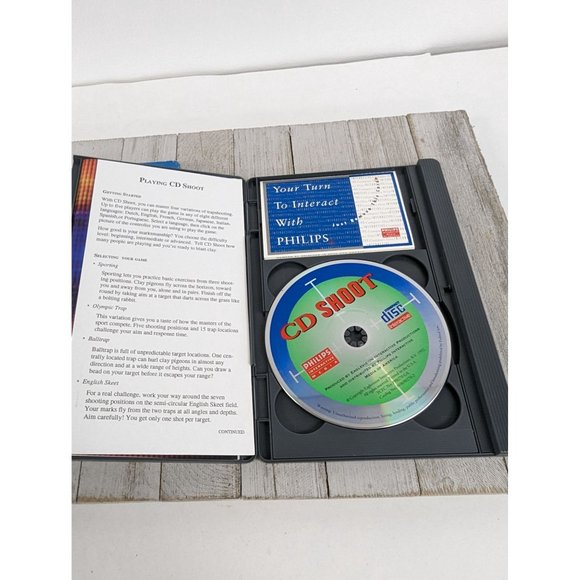 PLAYING CD SHOOT
GETTING STARTED
With CD Shoot, you can master four variations of trapshooting.
Up to five players can play the game in any of eight different
languages: Dutch, English, French, German, Japanese, Italian,
Spanish, or Portuguese. Select a language, then click on the
picture of the controller you are using to play the game.
How good is your marksmanship? You choose the difficulty
level: beginning, intermediate or advanced. Tell CD Shoot how
many people are playing and you're ready to blast clay.
SELECTING YOUR GAME
• Sporting
Sporting lets you practice basic exercises from three shoot-
ing positions. Clay pigeons fly across the horizon, toward
you and away from you, alone and in pairs. Finish off the
round by taking aim at a target that darts across the grass like
a bolting rabbit.
• Olympic Trap
This variation gives you a taste of how the masters of the
sport compete. Five shooting positions and 15 trap locations
challenge your aim and response time.
• Balltrap
Balltrap is full of unpredictable target locations. One cen-
trally located trap can hurl clay pigeons in almost any
direction and at a wide range of heights. Can you draw a
bead on your target before it escapes your range?
• English Skeet
For a real challenge, work your way around the seven
shooting positions on the semi-circular English Skeet field.
Your marks fly from the two traps at all angles and depths.
Aim carefully! You get only one shot per target.
CONTINUED
Your Turn
To Interact
With
PHILIPS
CD SHOOT
COMPACT
disc
PHILIPS
INTERACTIVE
MEDIA